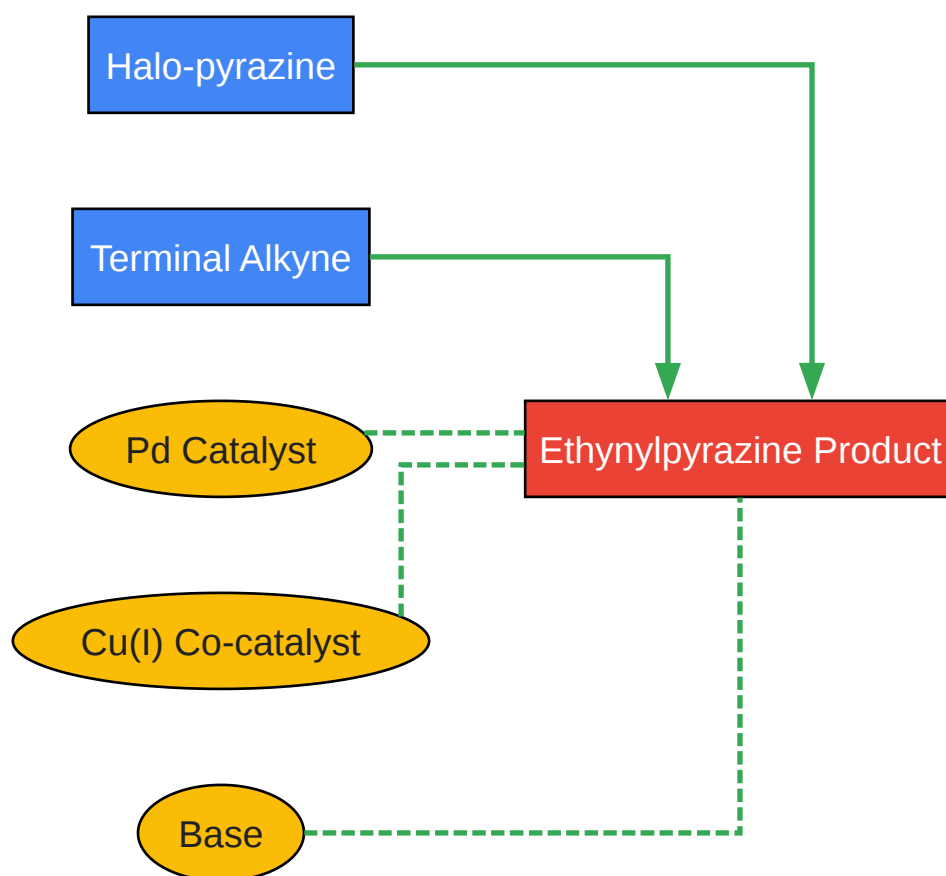 Halo-pyrazine
Terminal Alkyne
Pd Catalyst
Ethynylpyrazine Product
Cu(I) Co-catalyst
Base